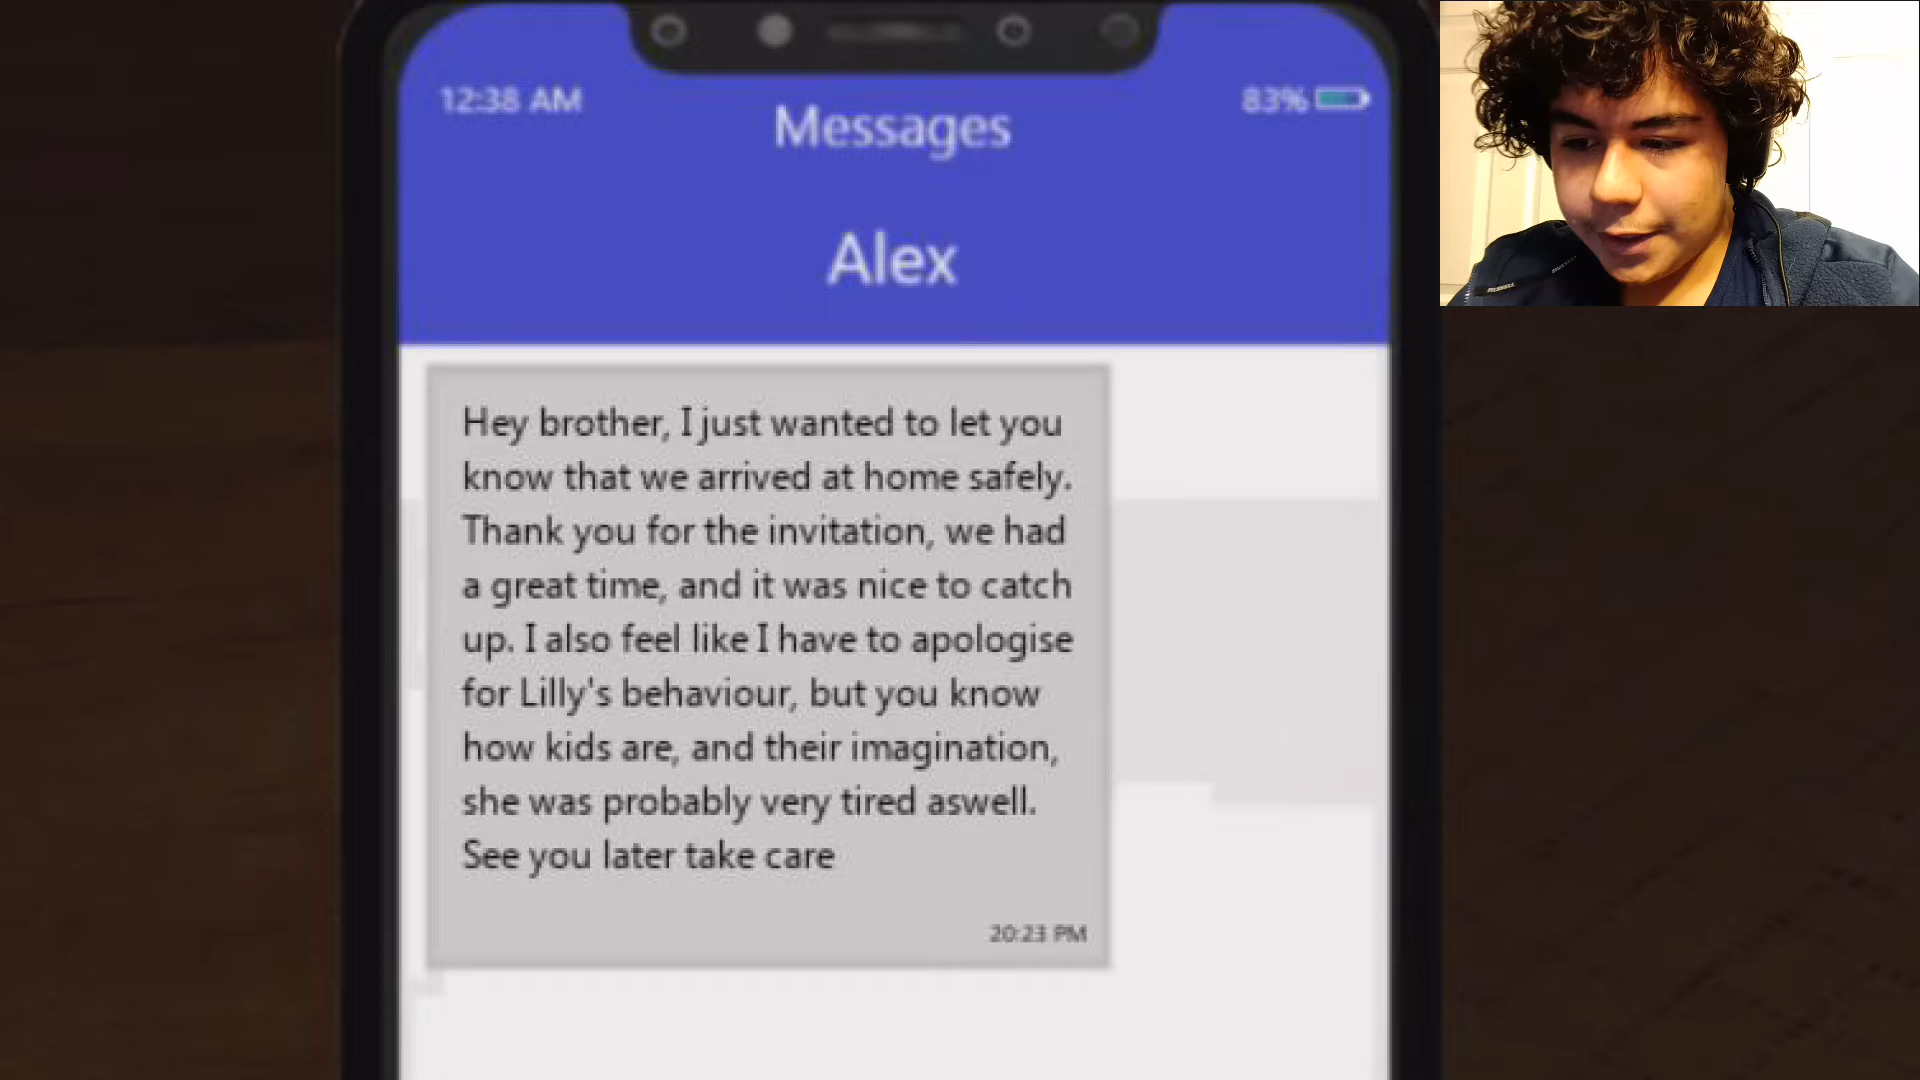 12:38 AM
83%
Messages
Alex
Hey brother, I just wanted to let you
know that we arrived at home safely.
Thank you for the invitation, we had
a great time, and it was nice to catch
up. I also feel like I have to apologise
for Lilly's behaviour, but you know
how kids are, and their imagination,
she was probably very tired aswell.
See you later take care
20:23 PM
RUSSELL